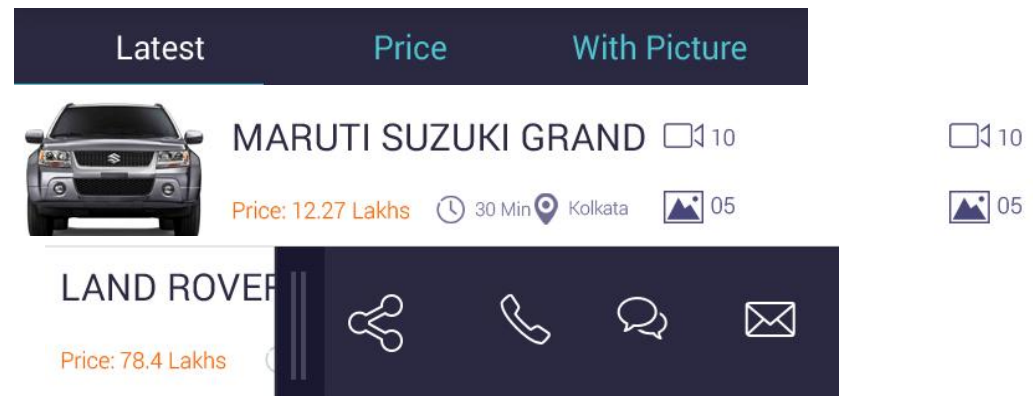 Latest Price With Picture
MARUTI SUZUKI GRAND 10 10
Price: 12.27 Lakhs 30 Min Kolkata 05 05
LAND ROVER
Price: 78.4 Lakhs